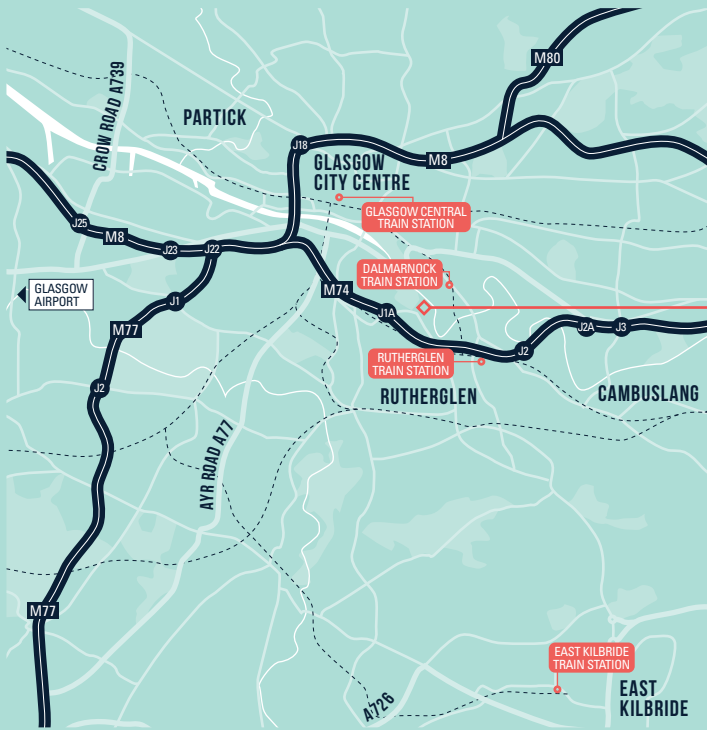 M80
CROW ROAD A739
PARTICK
J18
GLASGOW
CITY CENTRE
M8
GLASGOW CENTRAL
TRAIN STATION
J25
M8
J23
J22
DALMARNOCK
TRAIN STATION
GLASGOW
AIRPORT
M74
J1
J1A
M77
J2A
J3
J2
RUTHERGLEN
TRAIN STATION
J2
RUTHERGLEN
CAMBUSLANG
AYR ROAD A77
M77
EAST KILBRIDE
TRAIN STATION
A726
EAST
KILBRIDE